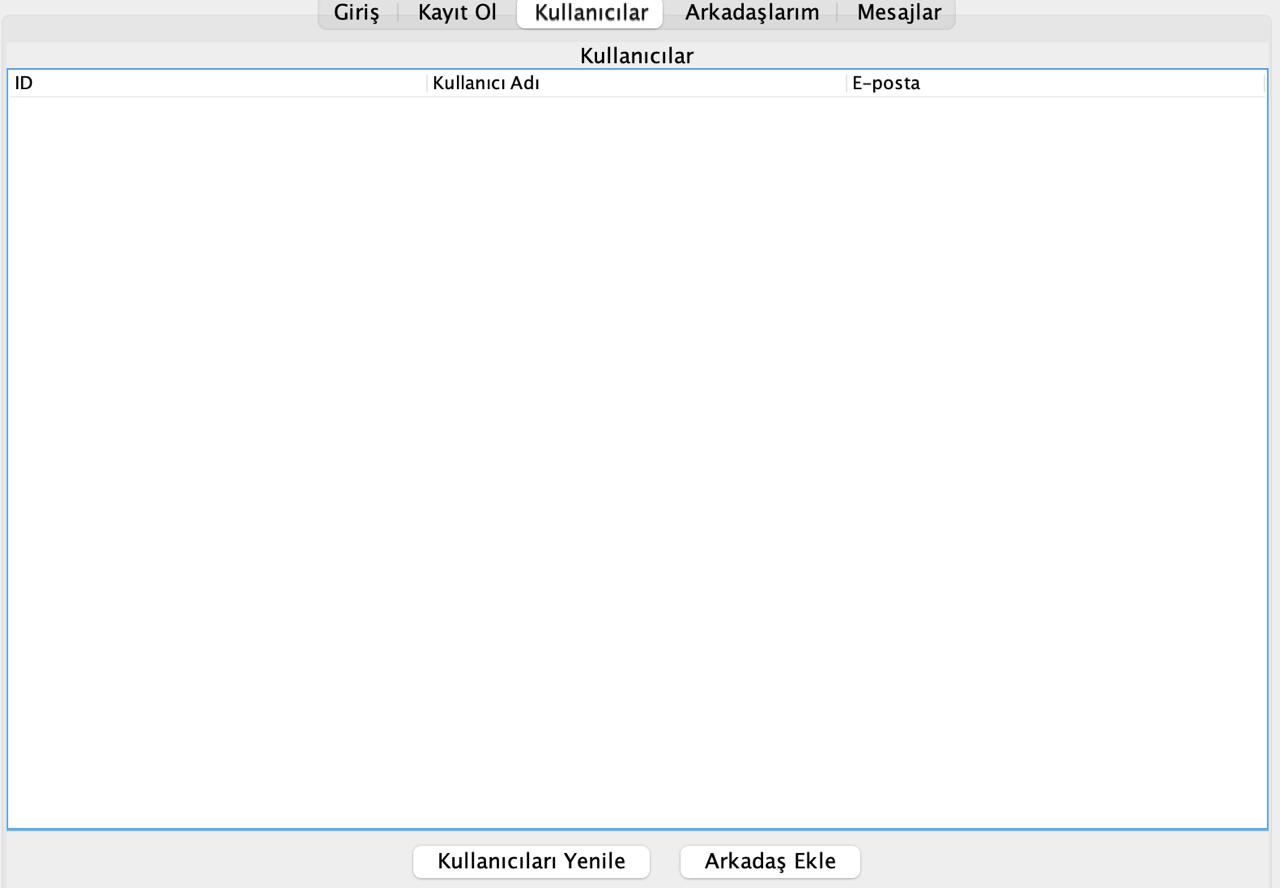 Giriş Kayıt Ol Kullanıcılar Arkadaşlarım Mesajlar
Kullanıcılar
ID Kullanıcı Adı E-posta
Kullanıcıları Yenile Arkadaş Ekle